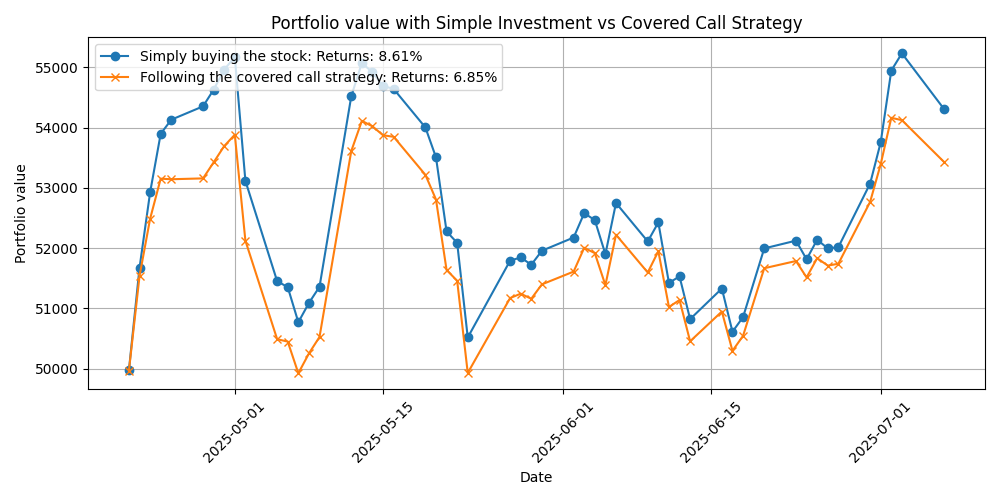 Portfolio value with Simple Investment vs Covered Call Strategy
Simply buying the stock: Returns: 8.61%
Following the covered call strategy: Returns: 6.85%
Portfolio value
55000
54000
53000
52000
51000
50000
2025-05-01
2025-05-15
2025-06-01
2025-06-15
2025-07-01
Date